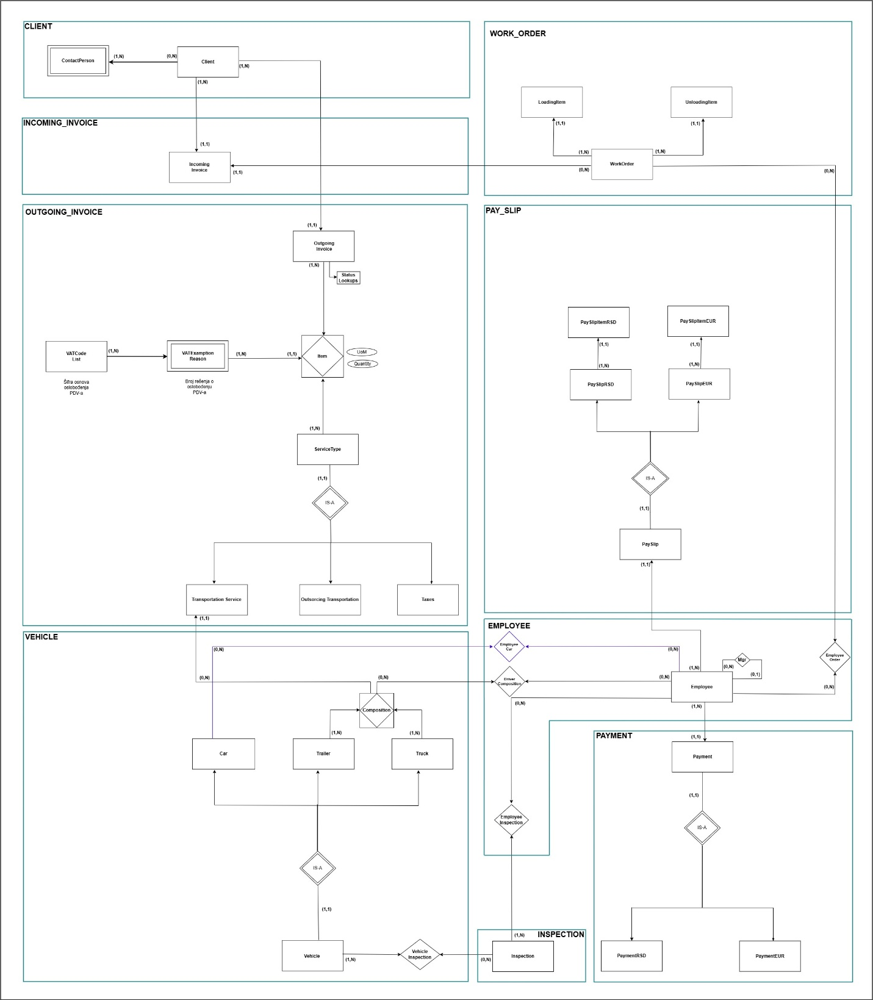 CLIENT
ContactPerson
(1,N)
(0,N)
Client
(1,N)
(1,N)
INCOMING_INVOICE
(1,1)
Incoming
Invoice
(1,1)
WORK_ORDER
LoadingItem
UnloadingItem
(1,1)
(1,1)
(1,N)
(1,N)
WorkOrder
(0,N)
(0,N)
OUTGOING_INVOICE
(1,1)
Outgoing
Invoice
(1,N)
Status
Lookups
VATCode
List
(1,N)
VATExamption
Reason
(1,N)
(1,1)
Item
UoM
Quantity
Šifra osnova
oslobođenja
PDV-a
Broj rešenja o
oslobođenju
PDV-a
(1,N)
ServiceType
(1,1)
IS-A
Transportation Service
Outsorcing Transportation
Taxes
(1,1)
PAY_SLIP
PaySlipItemRSD
PaySlipItemEUR
(1,1)
(1,1)
(1,N)
(1,N)
PaySlipRSD
PaySlipEUR
IS-A
(1,1)
PaySlip
(1,1)
VEHICLE
(0,N)
(0,N)
(0,N)
Composition
(1,N)
(1,N)
Car
Trailer
Truck
IS-A
(1,1)
Vehicle
(1,N)
Vehicle
Inspection
EMPLOYEE
Employee
Car
(0,N)
Driver
Composition
(0,N)
(1,N)
(0,N)
Mgr
(0,1)
Employee
Order
Employee
(0,N)
(0,N)
(1,N)
Employee
Inspection
INSPECTION
(1,N)
(0,N)
Inspection
PAYMENT
(1,1)
Payment
(1,1)
IS-A
PaymentRSD
PaymentEUR